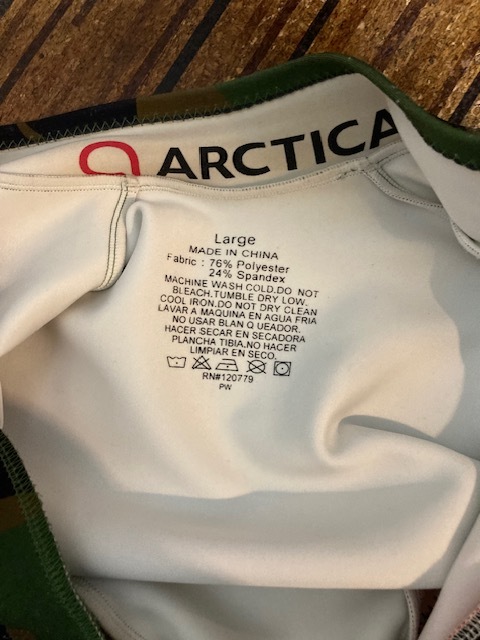 ARCTICA
Large
MADE IN CHINA
Fabric : 76% Polyester
24% Spandex
MACHINE WASH COLD.DO NOT
BLEACH.TUMBLE DRY LOW.
COOL IRON.DO NOT DRY CLEAN
LAVAR A MAQUINA EN AGUA FRIA
NO USAR BLAN Q UEADOR.
HACER SECAR EN SECADORA
PLANCHA TIBIA.NO HACER
LIMPIAR EN SECO.
RN#120779
PW